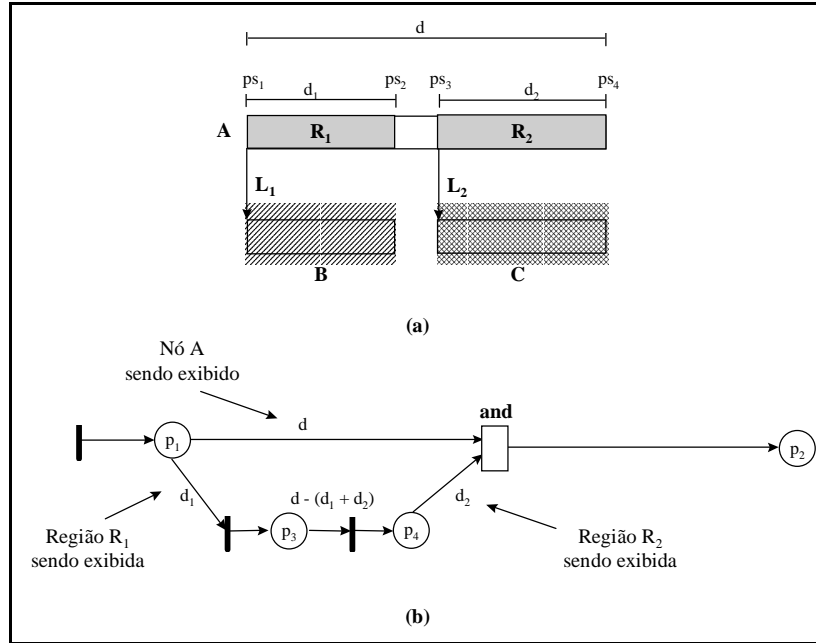 d
ps1 ps2 ps3 ps4
d1 d2
A R1 R2
L1 L2
B C
(a)
Nó A
sendo exibido
and
d
p1 p2
d1 d - (d1 + d2) d2
p3 p4
Região R1
sendo exibida
Região R2
sendo exibida
(b)